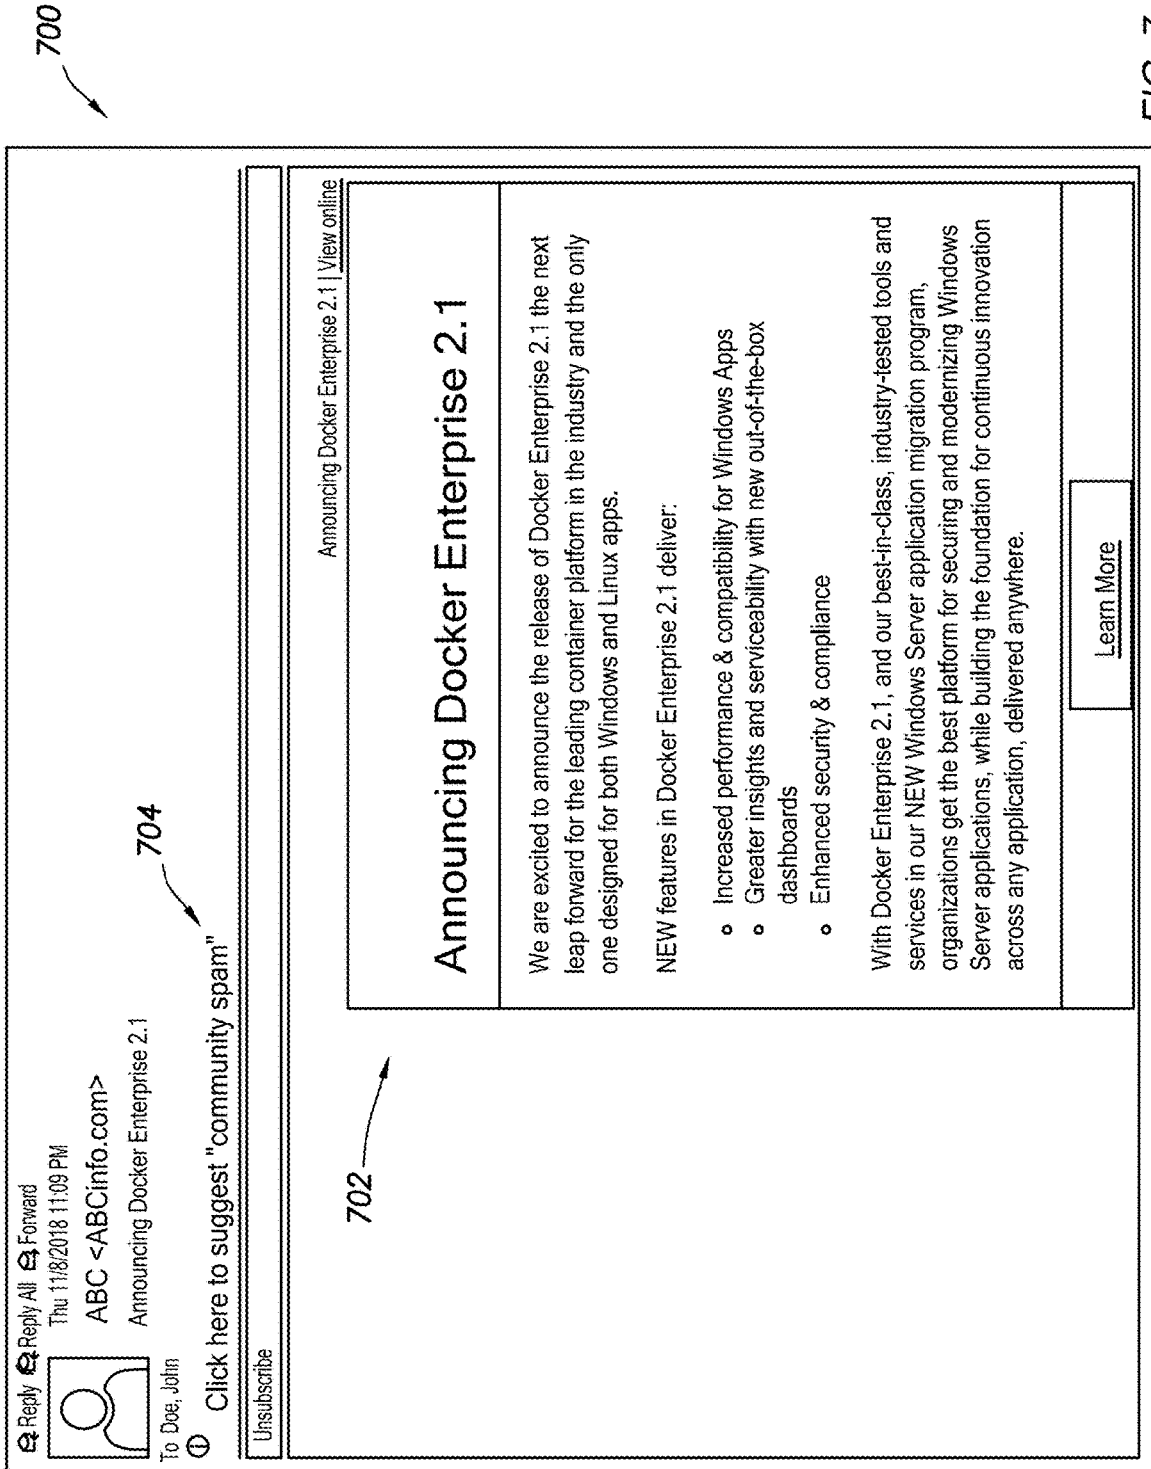 700
Reply Reply All Forward
Thu 11/8/2018 11:09 PM
ABC <ABCinfo.com>
Announcing Docker Enterprise 2.1
To Doe, John
704
Click here to suggest "community spam"
Unsubscribe
Announcing Docker Enterprise 2.1 | View online
702
Announcing Docker Enterprise 2.1
We are excited to announce the release of Docker Enterprise 2.1 the next
leap forward for the leading container platform in the industry and the only
one designed for both Windows and Linux apps.
NEW features in Docker Enterprise 2.1 deliver:
Increased performance & compatibility for Windows Apps
Greater insights and serviceability with new out-of-the-box
dashboards
Enhanced security & compliance
With Docker Enterprise 2.1, and our best-in-class, industry-tested tools and
services in our NEW Windows Server application migration program,
organizations get the best platform for securing and modernizing Windows
Server applications, while building the foundation for continuous innovation
across any application, delivered anywhere.
Learn More